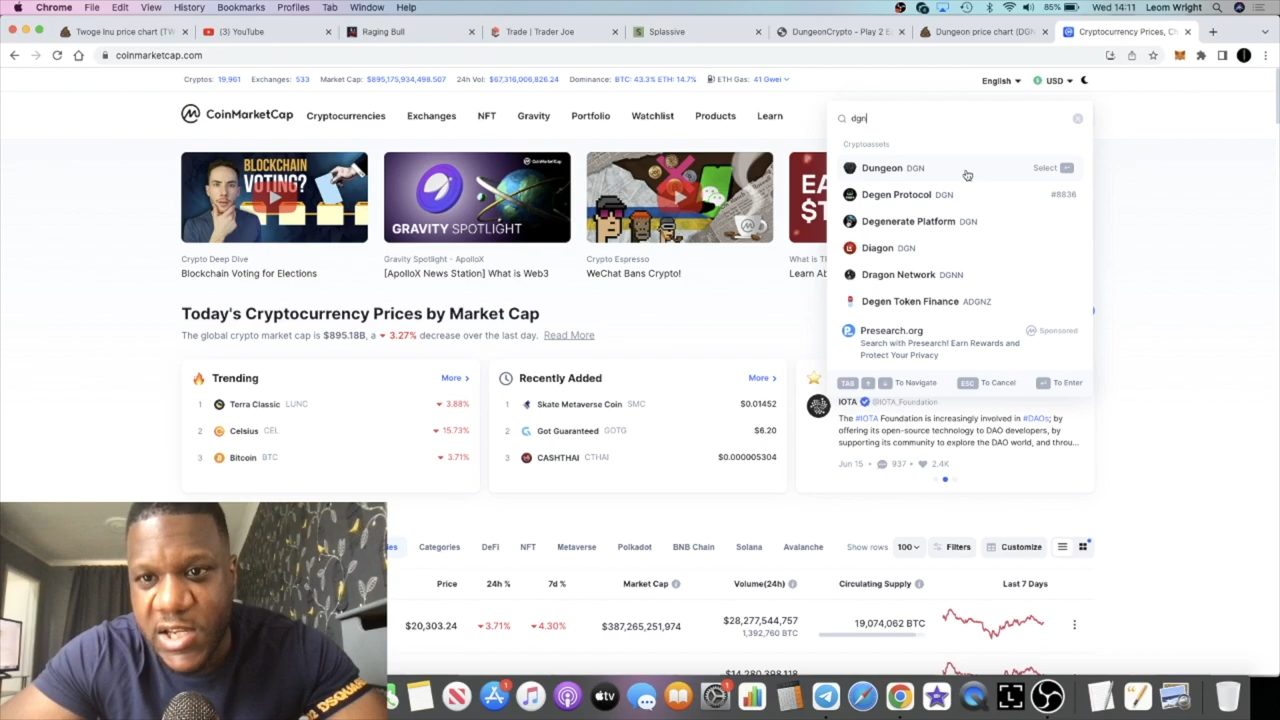 Chrome File Edit View History Bookmarks Profiles Tab Window Help 85% Wed 14:11 Leom Wright
Twoge Inu price chart (TW
(3) YouTube
Raging Bull
Trade | Trader Joe
Splassive
DungeonCrypto - Play 2 E
Dungeon price chart (DGN
Cryptocurrency Prices, Ch
coinmarketcap.com
Cryptos: 19,961 Exchanges: 533 Market Cap: $895,175,934,498.507 24h Vol: $67,316,006,826.24 Dominance: BTC: 43.3% ETH: 14.7% ETH Gas: 41 Gwei
English USD
CoinMarketCap
Cryptocurrencies Exchanges NFT Gravity Portfolio Watchlist Products Learn
dgn
Cryptoassets
Dungeon DGN Select
Degen Protocol DGN #8836
Degenerate Platform DGN
Diagon DGN
Dragon Network DGNN
Degen Token Finance ADGNZ
Presearch.org Sponsored
Search with Presearch! Earn Rewards and
Protect Your Privacy
TAB To Navigate ESC To Cancel To Enter
BLOCKCHAIN
VOTING?
CoinMarketCap
GRAVITY SPOTLIGHT
EA
$T
Crypto Deep Dive
Blockchain Voting for Elections
Gravity Spotlight - ApolloX
[ApolloX News Station] What is Web3
Crypto Espresso
WeChat Bans Crypto!
What is T
Learn Ab
Today's Cryptocurrency Prices by Market Cap
The global crypto market cap is $895.18B, a 3.27% decrease over the last day. Read More
Trending More
1 Terra Classic LUNC 3.88%
2 Celsius CEL 15.73%
3 Bitcoin BTC 3.71%
Recently Added More
1 Skate Metaverse Coin SMC $0.01452
2 Got Guaranteed GOTG $6.20
3 CASHTHAI CTHAI $0.000005304
IOTA @IOTA_Foundation
The #IOTA Foundation is increasingly involved in #DAOs; by
offering its open-source technology to DAO developers, by
supporting its community to explore the DAO world, and throu...
Jun 15 • 937 • 2.4K
Categories DeFi NFT Metaverse Polkadot BNB Chain Solana Avalanche Show rows 100 Filters Customize
Price 24h % 7d % Market Cap Volume(24h) Circulating Supply Last 7 Days
$20,303.24 3.71% 4.30% $387,265,251,974 $28,277,544,757 19,074,062 BTC
1,392,760 BTC
$14,280,398,118